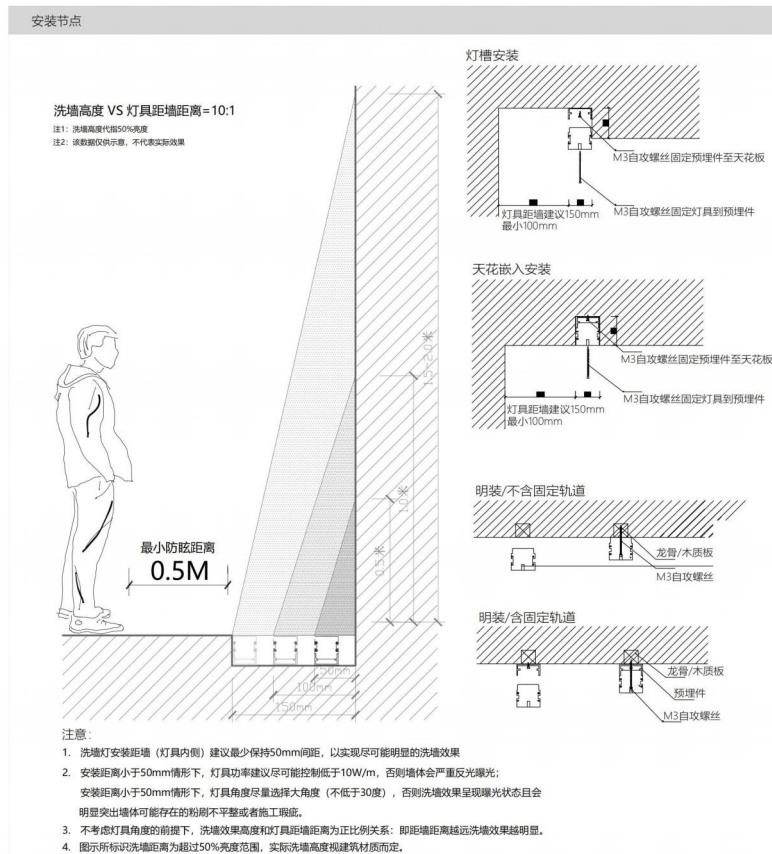 安装节点
洗墙高度 VS 灯具距墙距离=10:1
注1：洗墙高度代指50%亮度
注2：该数据仅供示意，不代表实际效果
最小防眩距离
0.5M
0.5米
1.0米
1.5~2.0米
50mm
100mm
150mm
灯槽安装
M3自攻螺丝固定预埋件至天花板
M3自攻螺丝固定灯具到预埋件
灯具距墙建议150mm
最小100mm
天花嵌入安装
M3自攻螺丝固定预埋件至天花板
M3自攻螺丝固定灯具到预埋件
灯具距墙建议150mm
最小100mm
明装/不含固定轨道
龙骨/木质板
M3自攻螺丝
明装/含固定轨道
龙骨/木质板
预埋件
M3自攻螺丝
注意：
1. 洗墙灯安装距墙（灯具内侧）建议最少保持50mm间距，以实现尽可能明显的洗墙效果
2. 安装距离小于50mm情形下，灯具功率建议尽可能控制低于10W/m，否则墙体会严重反光曝光；
安装距离小于50mm情形下，灯具角度尽量选择大角度（不低于30度），否则洗墙效果呈现曝光状态且会
明显突出墙体可能存在的粉刷不平整或者施工瑕疵。
3. 不考虑灯具角度的前提下，洗墙效果高度和灯具距墙距离为正比例关系：即距墙距离越远洗墙效果越明显。
4. 图示所标识洗墙距离为超过50%亮度范围，实际洗墙高度视建筑材质而定。